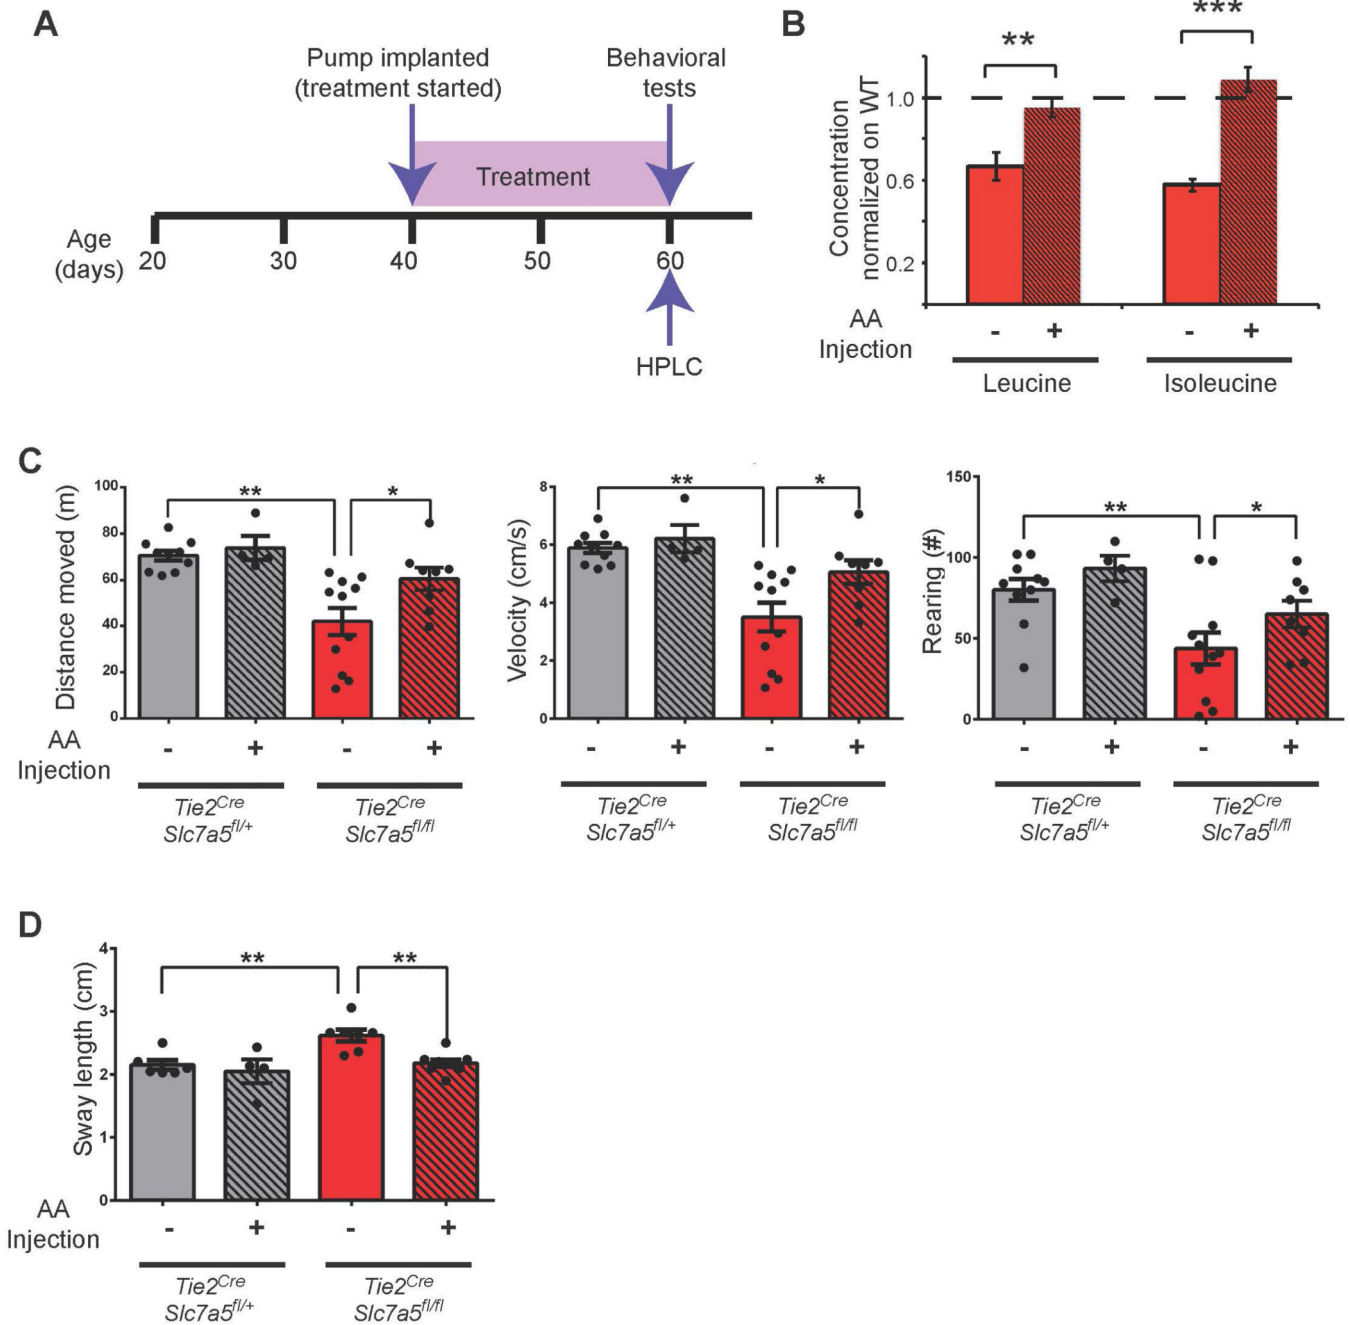 A
Pump implanted
(treatment started)
Behavioral
tests
Treatment
Age
(days)
20 30 40 50 60
HPLC
B
** ***
Concentration
normalized on WT
1.0
0.6
0.2
AA
Injection
- + - +
Leucine Isoleucine
C
Distance moved (m)
100
80
60
40
20
0
** *
AA
Injection
- + - +
Tie2Cre
Slc7a5fl/+
Tie2Cre
Slc7a5fl/fl
Velocity (cm/s)
8
6
4
2
0
** *
- + - +
Tie2Cre
Slc7a5fl/+
Tie2Cre
Slc7a5fl/fl
Rearing (#)
150
100
50
0
** *
- + - +
Tie2Cre
Slc7a5fl/+
Tie2Cre
Slc7a5fl/fl
D
Sway length (cm)
4
3
2
1
0
** **
AA
Injection
- + - +
Tie2Cre
Slc7a5fl/+
Tie2Cre
Slc7a5fl/fl